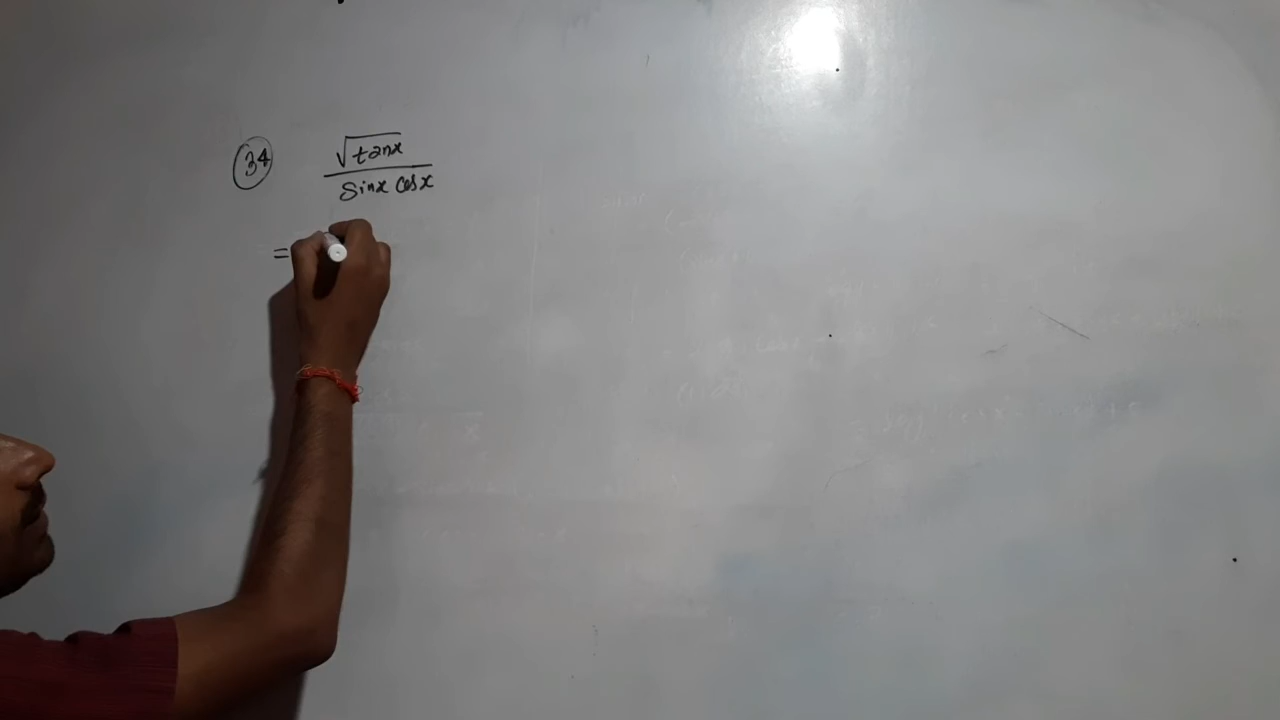 34 √tanx
sinx cosx
=